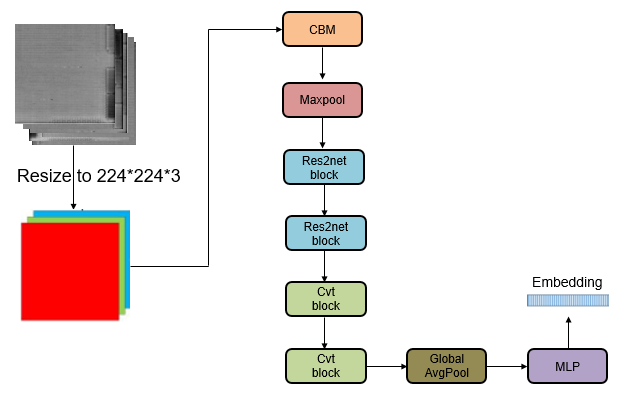 CBM
Maxpool
Resize to 224*224*3
Res2net
block
Res2net
block
Cvt
block
Embedding
Cvt
block
Global
AvgPool
MLP